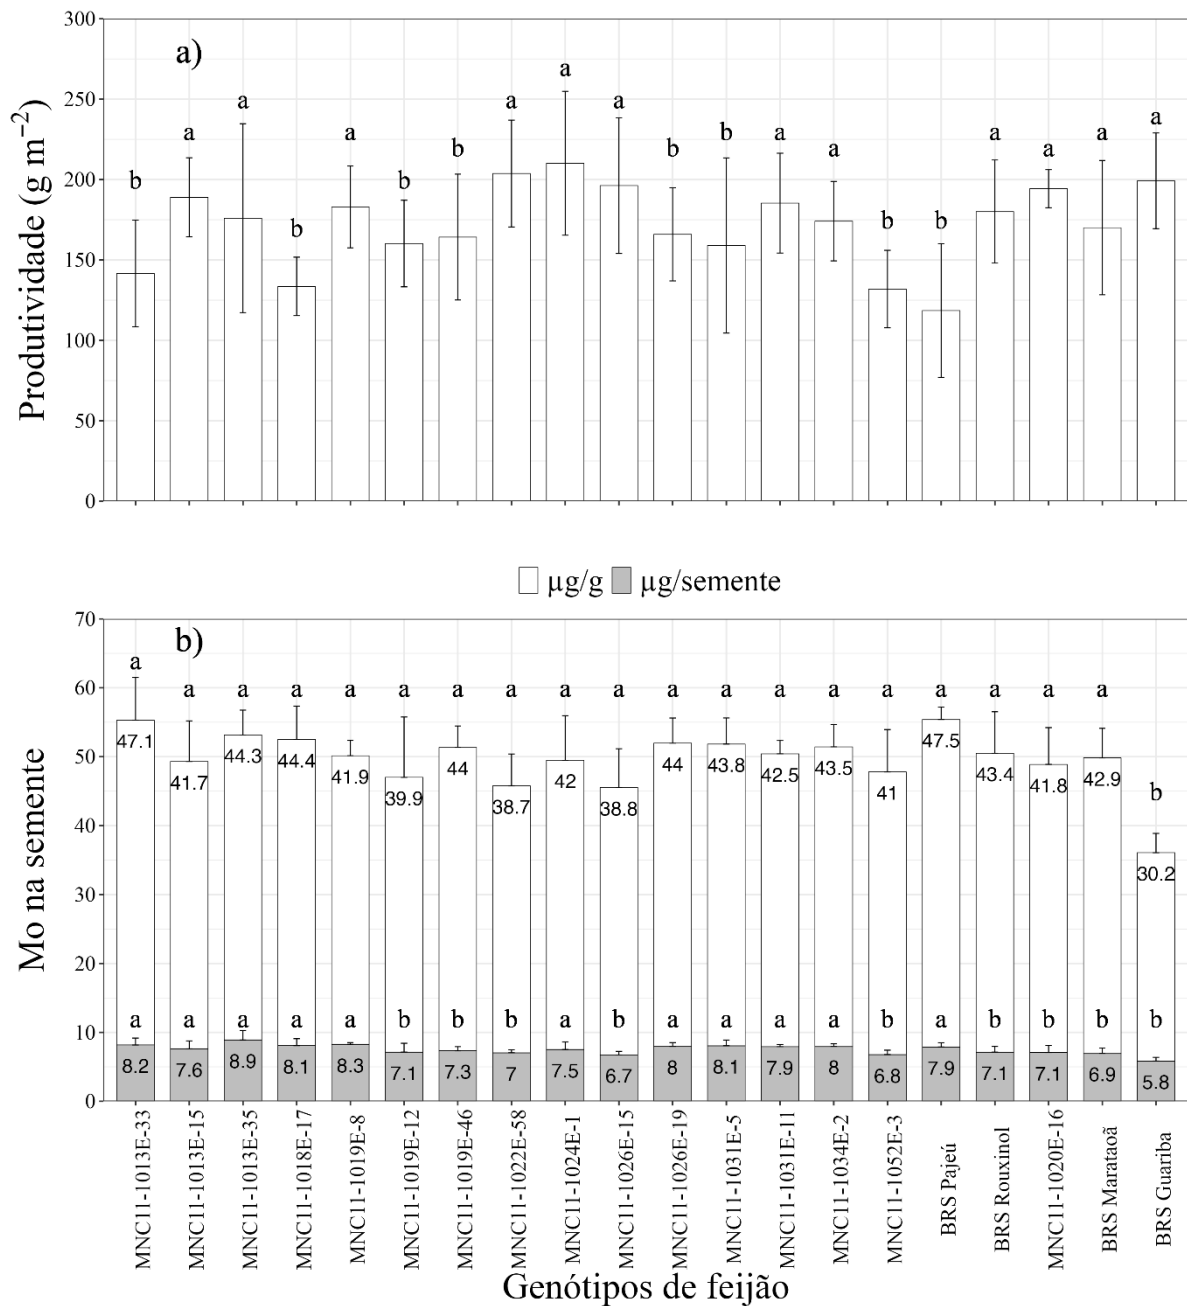 300
a)
250
200
150
100
50
0
Produtividade (g m⁻²)
b a a b a b b a a a b b a a b b a a a a
µg/g µg/semente
70
b)
60
50
40
30
20
10
0
Mo na semente
a a a a a a a a a a a a a a a a a a a b
47.1 41.7 44.3 44.4 41.9 39.9 44 38.7 42 38.8 44 43.8 42.5 43.5 41 47.5 43.4 41.8 42.9 30.2
a a a a a b b b a b a a a a b a b b b b
8.2 7.6 8.9 8.1 8.3 7.1 7.3 7 7.5 6.7 8 8.1 7.9 8 6.8 7.9 7.1 7.1 6.9 5.8
MNC11-1013E-33
MNC11-1013E-15
MNC11-1013E-35
MNC11-1018E-17
MNC11-1019E-8
MNC11-1019E-12
MNC11-1019E-46
MNC11-1022E-58
MNC11-1024E-1
MNC11-1026E-15
MNC11-1026E-19
MNC11-1031E-5
MNC11-1031E-11
MNC11-1034E-2
MNC11-1052E-3
BRS Pajeú
BRS Rouxinol
MNC11-1020E-16
BRS Marataoã
BRS Guariba
Genótipos de feijão